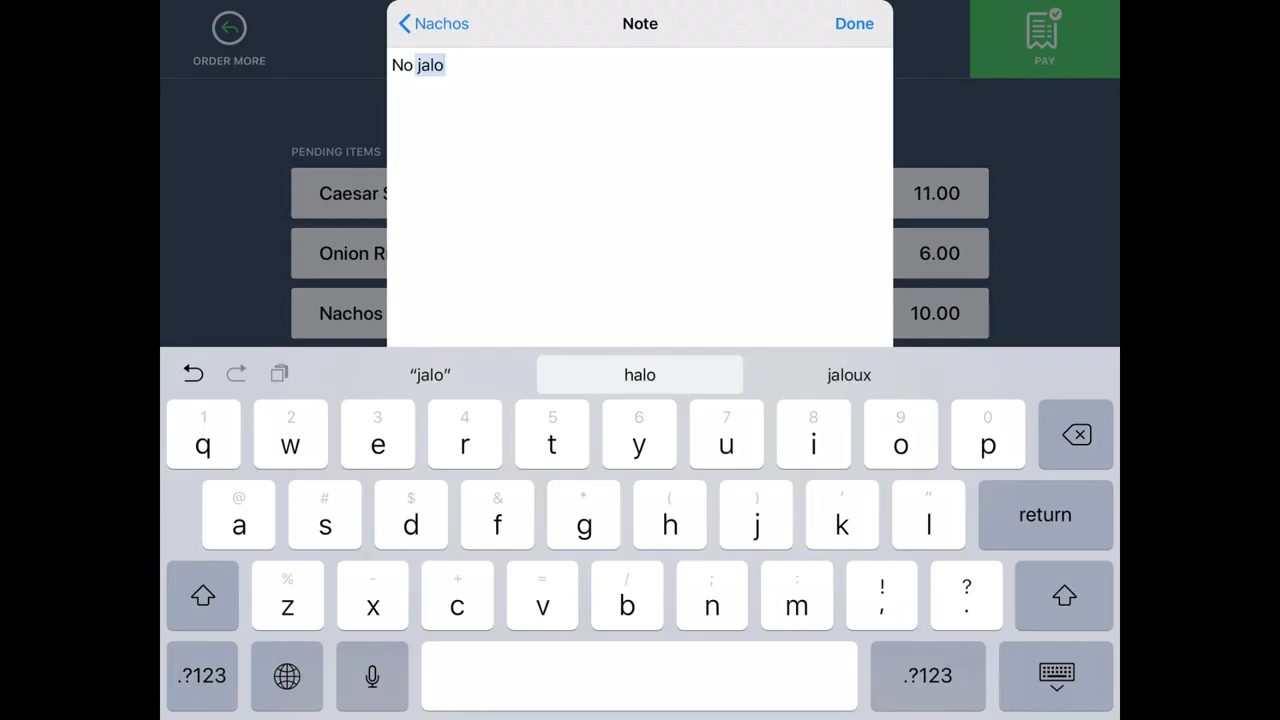 Nachos
Note
Done
ORDER MORE
PAY
No jalo
PENDING ITEMS
Caesar S
11.00
Onion R
6.00
Nachos
10.00
“jalo”
halo
jaloux
1 2 3 4 5 6 7 8 9 0
q w e r t y u i o p
@ # $ & * ( ) ' "
a s d f g h j k l
return
% - + = / ; : ! ?
z x c v b n m , .
.?123
.?123